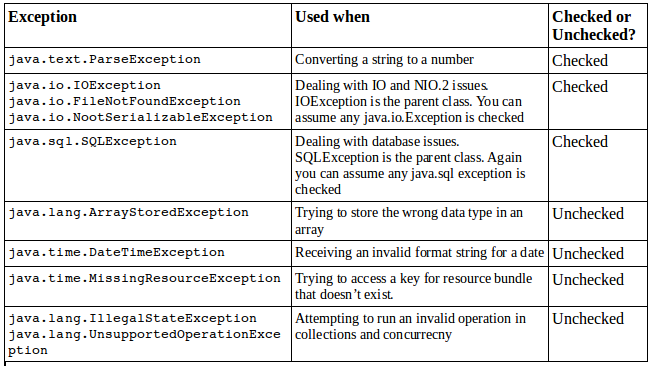 Exception Used when Checked or
Unchecked?
java.text.ParseException Converting a string to a number Checked
java.io.IOException Dealing with IO and NIO.2 issues. Checked
java.io.FileNotFoundException IOException is the parent class. You can
java.io.NootSerializableException assume any java.io.Exception is checked
java.sql.SQLException Dealing with database issues. Checked
SQLException is the parent class. Again
you can assume any java.sql exception is
checked
java.lang.ArrayStoredException Trying to store the wrong data type in an Unchecked
array
java.time.DateTimeException Receiving an invalid format string for a date Unchecked
java.time.MissingResourceException Trying to access a key for resource bundle Unchecked
that doesn’t exist.
java.lang.IllegalStateException Attempting to run an invalid operation in Unchecked
java.lang.UnsupportedOperationExce collections and concurrecny
ption